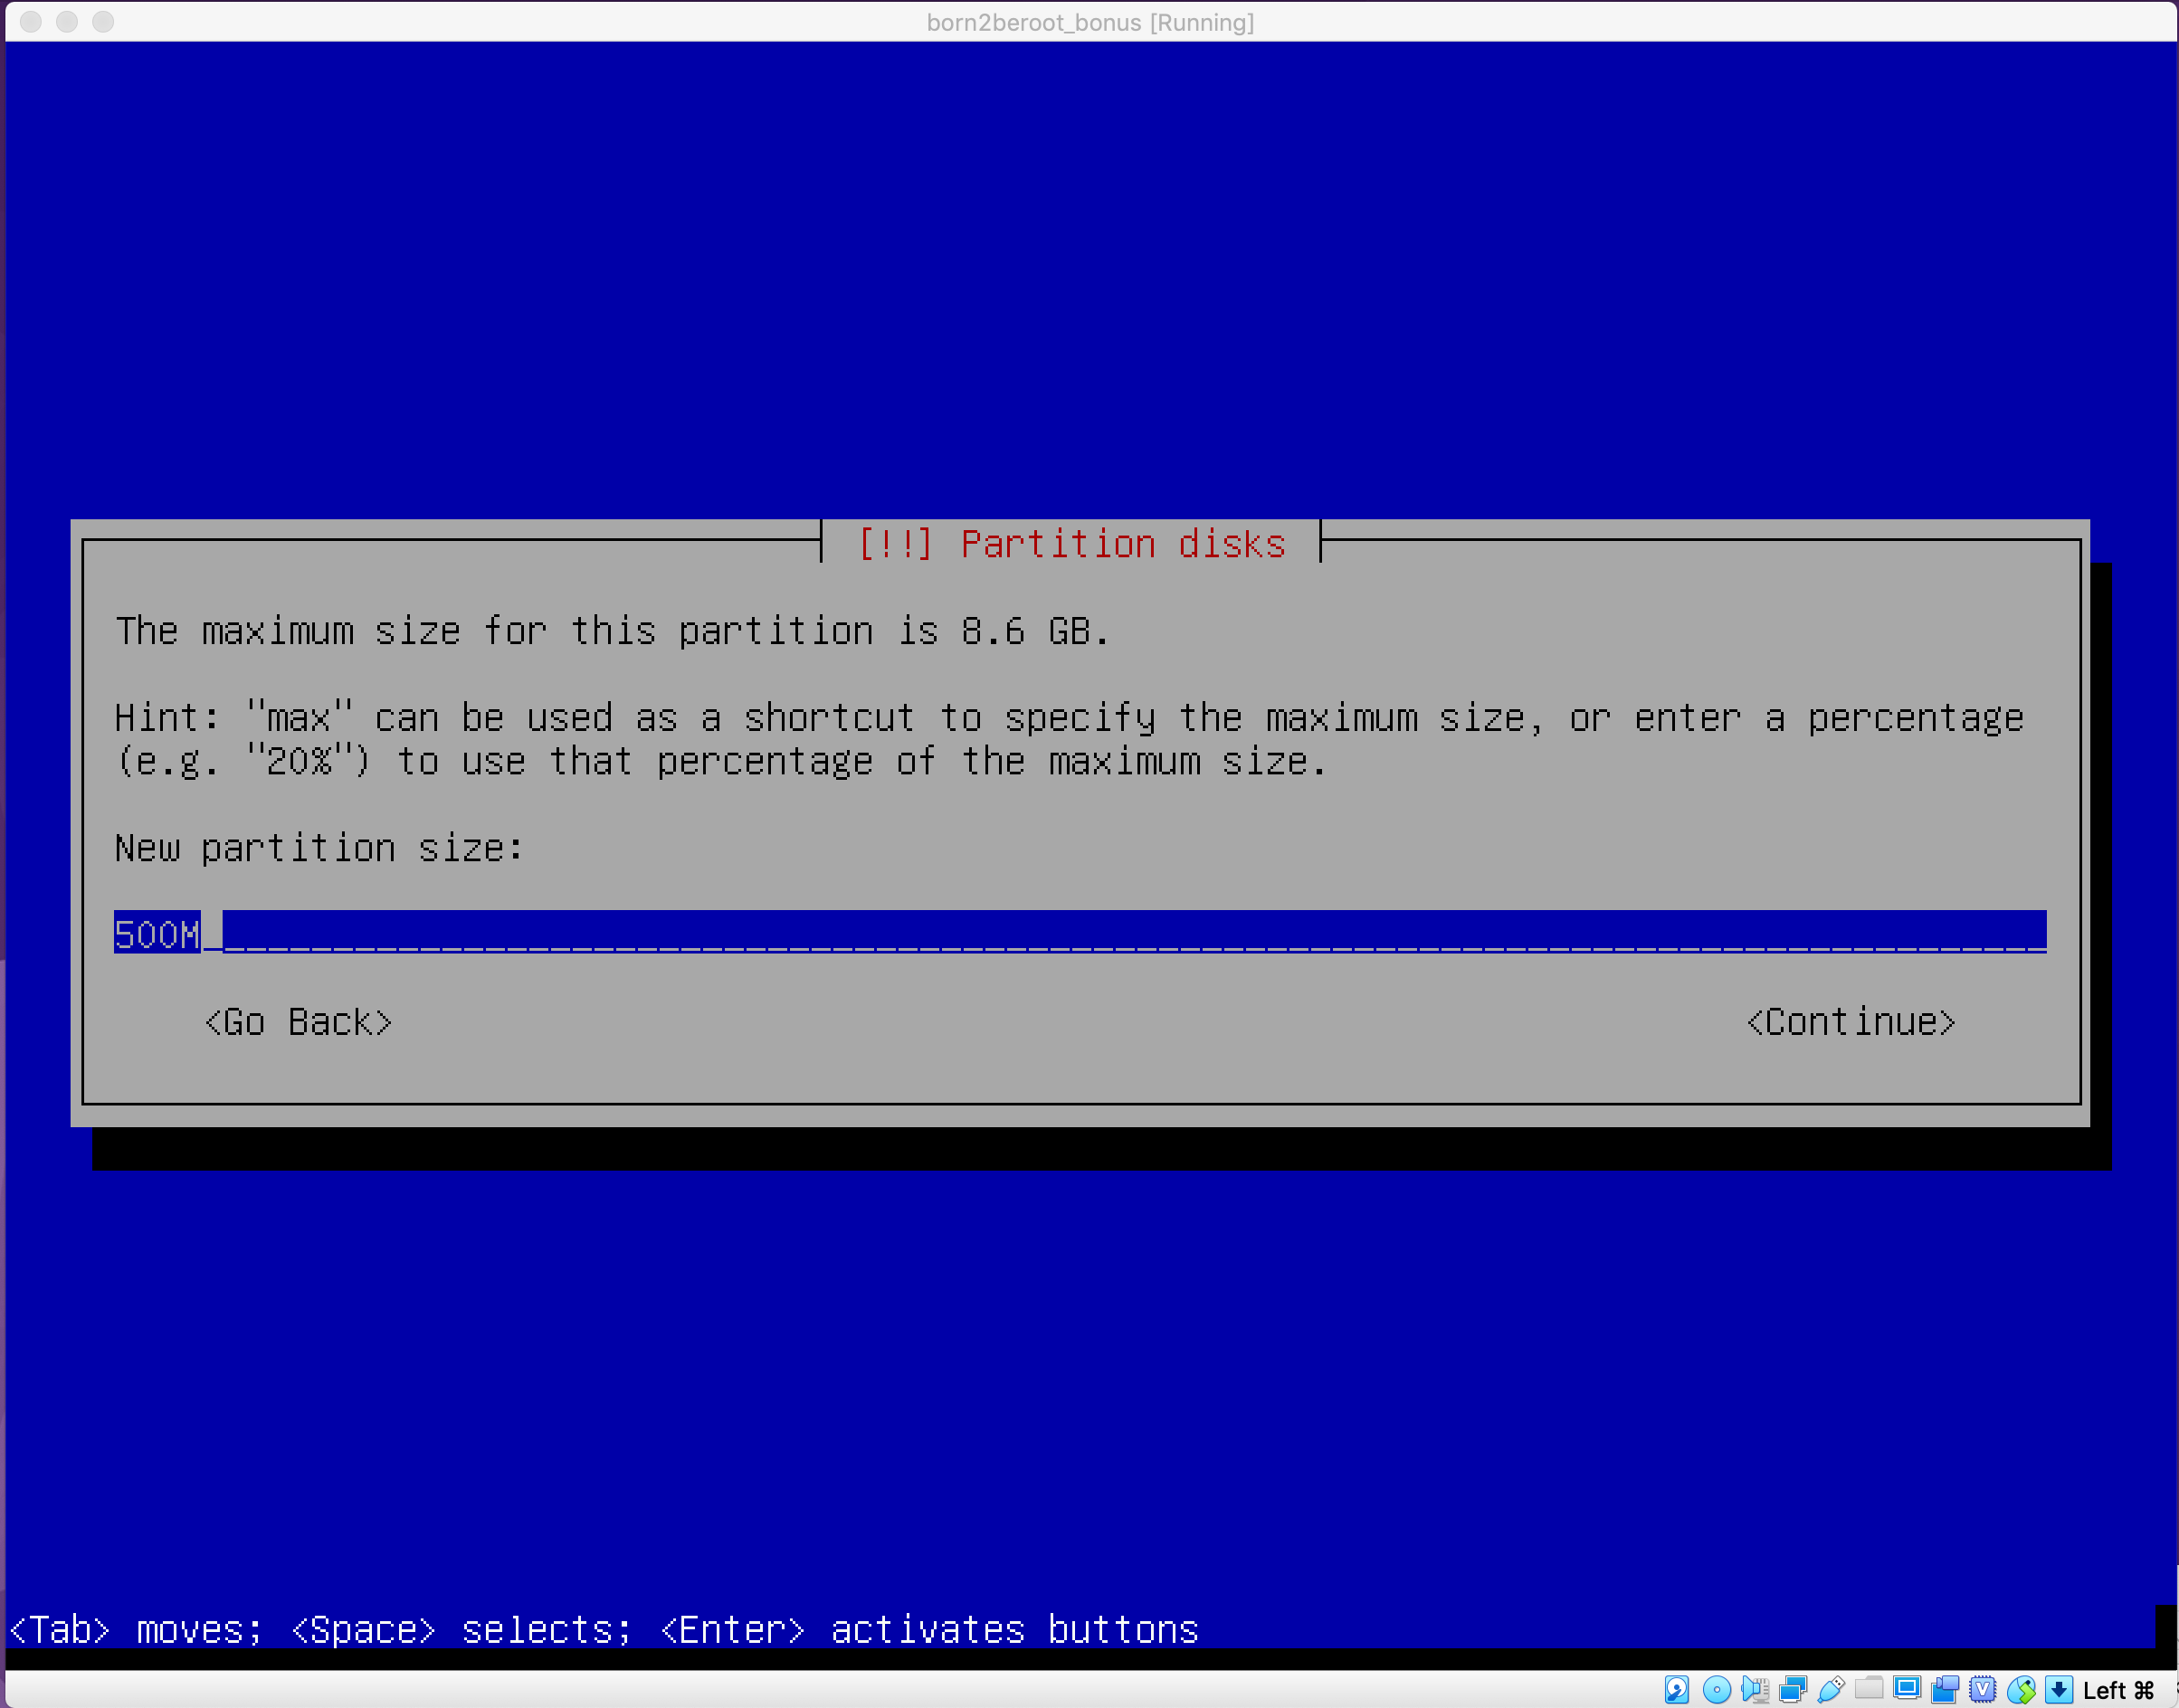 born2beroot_bonus [Running]
[!!] Partition disks
The maximum size for this partition is 8.6 GB.
Hint: "max" can be used as a shortcut to specify the maximum size, or enter a percentage
(e.g. "20%") to use that percentage of the maximum size.
New partition size:
500M
<Go Back> <Continue>
<Tab> moves; <Space> selects; <Enter> activates buttons
Left ⌘